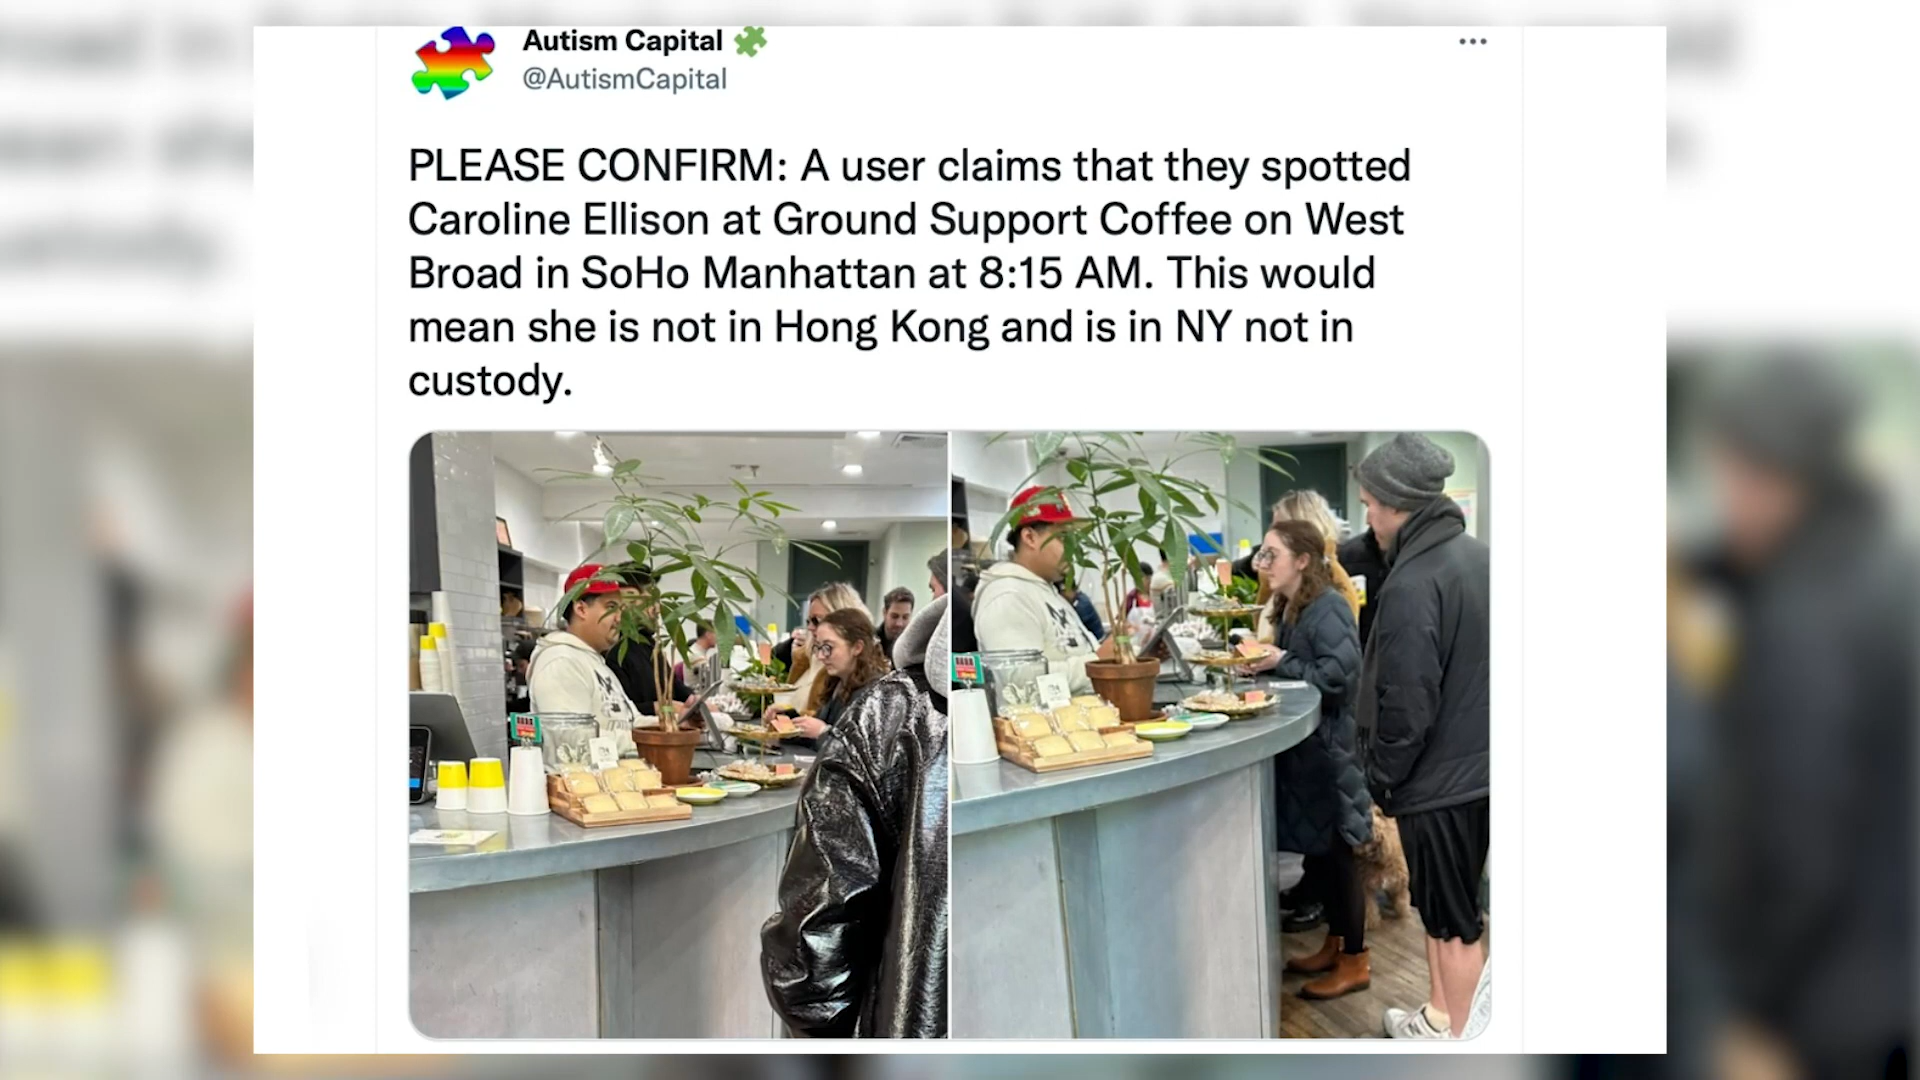 Autism Capital
@AutismCapital
PLEASE CONFIRM: A user claims that they spotted
Caroline Ellison at Ground Support Coffee on West
Broad in SoHo Manhattan at 8:15 AM. This would
mean she is not in Hong Kong and is in NY not in
custody.